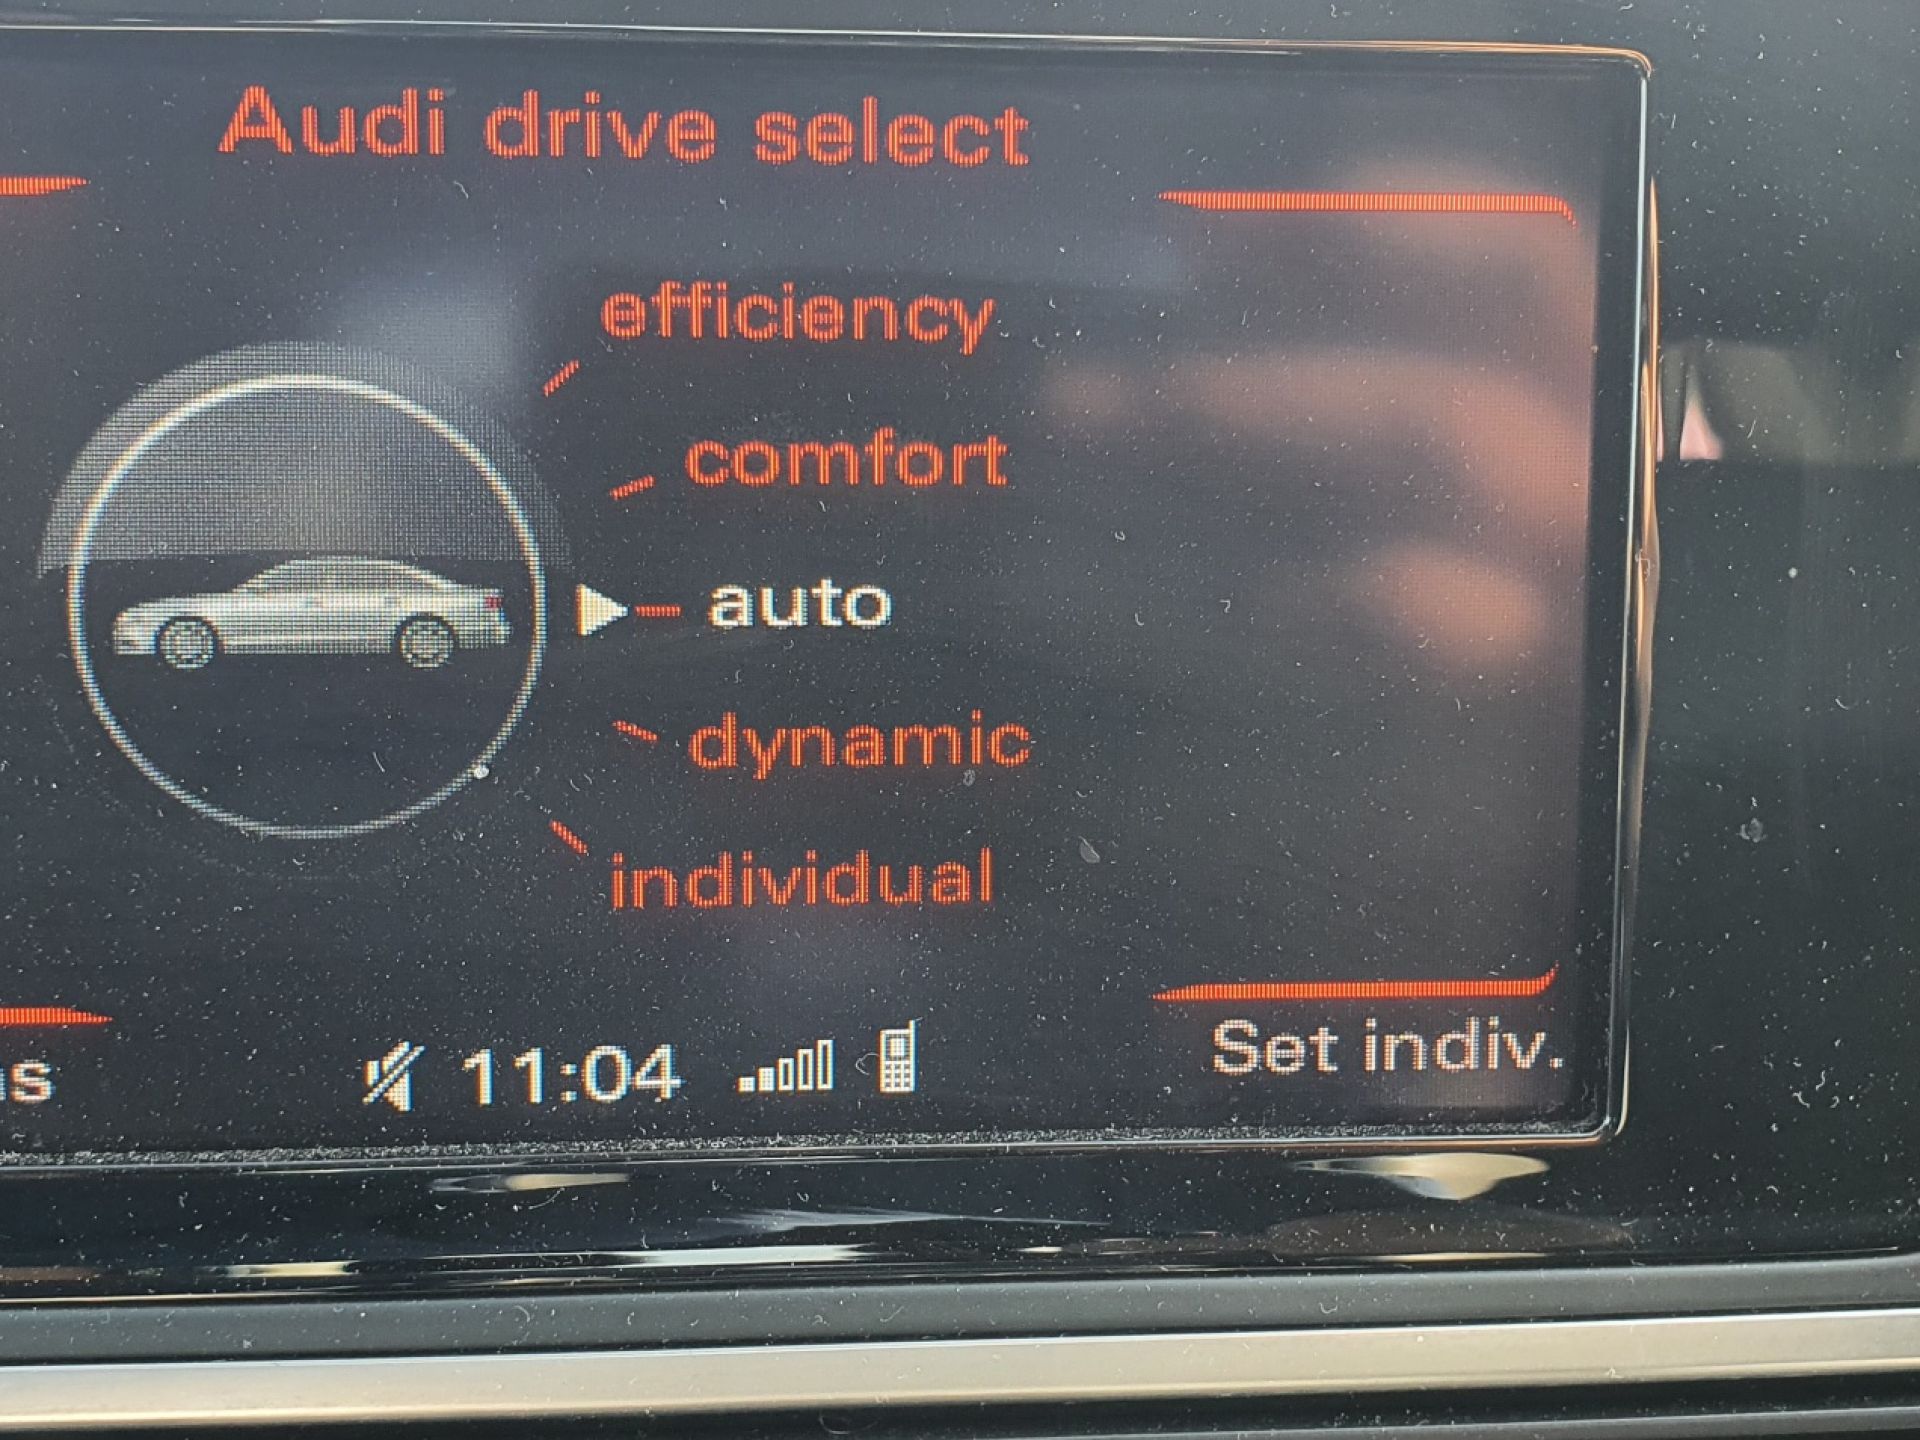 Audi drive select
efficiency
comfort
auto
dynamic
individual
11:04
Set indiv.